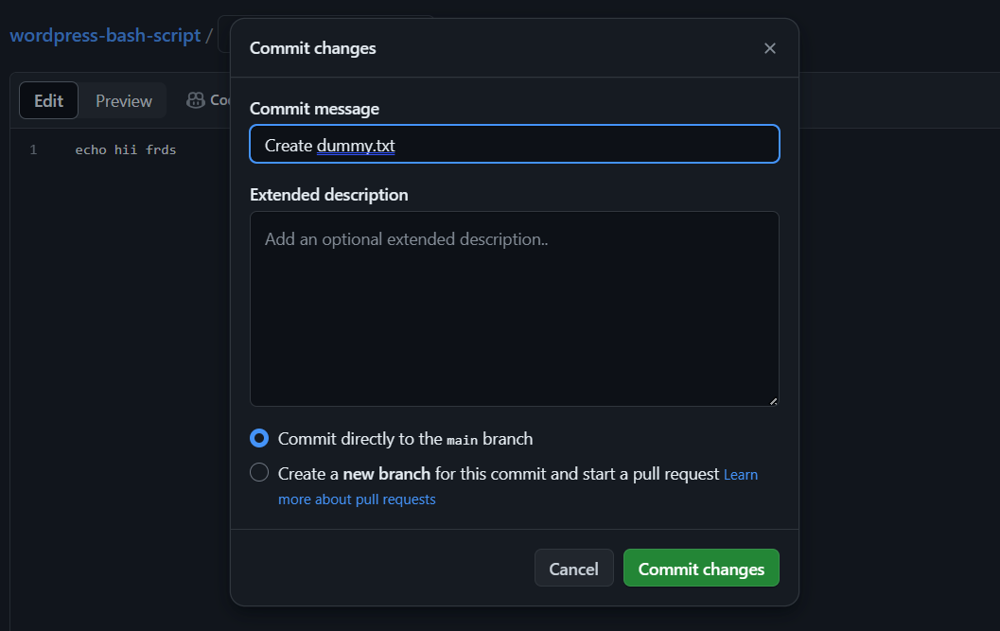 wordpress-bash-script /
Commit changes
Edit
Preview
Commit message
Create dummy.txt
1 echo hii frds
Extended description
Add an optional extended description..
Commit directly to the main branch
Create a new branch for this commit and start a pull request Learn
more about pull requests
Cancel
Commit changes